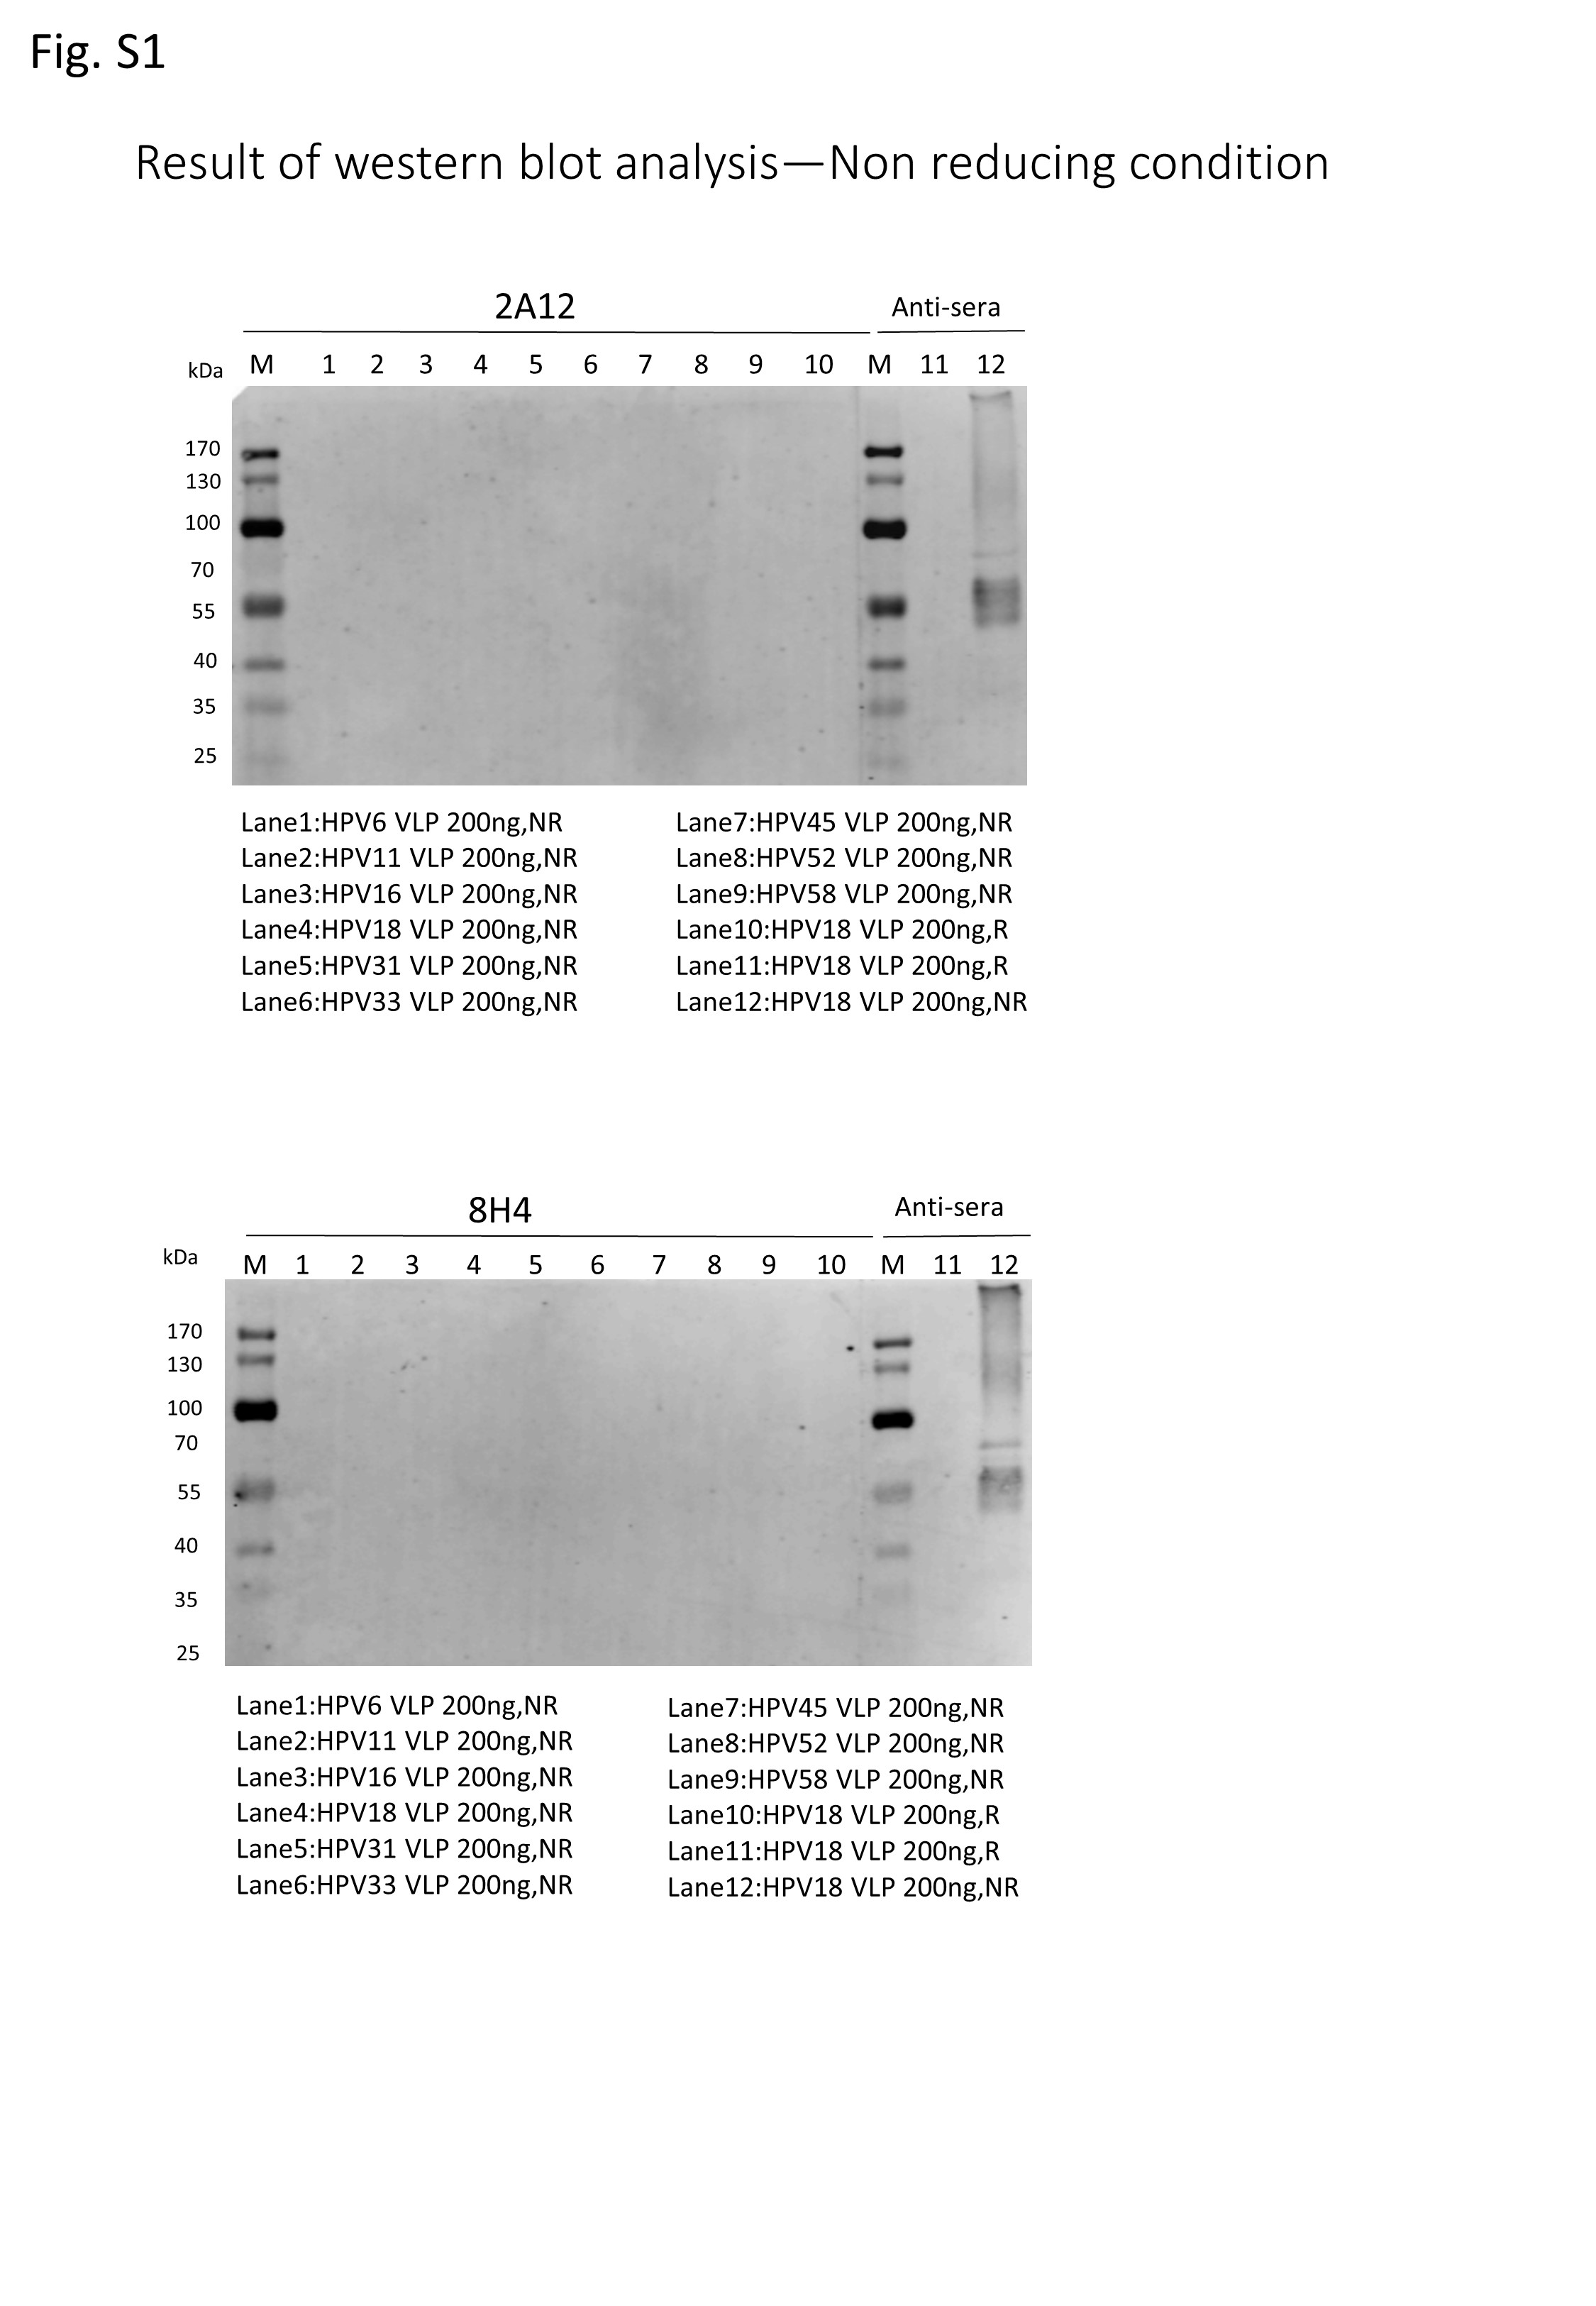 Fig. S1
Result of western blot analysis—Non reducing condition
2A12 Anti-sera
kDa M 1 2 3 4 5 6 7 8 9 10 M 11 12
170
130
100
70
55
40
35
25
Lane1:HPV6 VLP 200ng,NR
Lane2:HPV11 VLP 200ng,NR
Lane3:HPV16 VLP 200ng,NR
Lane4:HPV18 VLP 200ng,NR
Lane5:HPV31 VLP 200ng,NR
Lane6:HPV33 VLP 200ng,NR
Lane7:HPV45 VLP 200ng,NR
Lane8:HPV52 VLP 200ng,NR
Lane9:HPV58 VLP 200ng,NR
Lane10:HPV18 VLP 200ng,R
Lane11:HPV18 VLP 200ng,R
Lane12:HPV18 VLP 200ng,NR
8H4 Anti-sera
kDa M 1 2 3 4 5 6 7 8 9 10 M 11 12
170
130
100
70
55
40
35
25
Lane1:HPV6 VLP 200ng,NR
Lane2:HPV11 VLP 200ng,NR
Lane3:HPV16 VLP 200ng,NR
Lane4:HPV18 VLP 200ng,NR
Lane5:HPV31 VLP 200ng,NR
Lane6:HPV33 VLP 200ng,NR
Lane7:HPV45 VLP 200ng,NR
Lane8:HPV52 VLP 200ng,NR
Lane9:HPV58 VLP 200ng,NR
Lane10:HPV18 VLP 200ng,R
Lane11:HPV18 VLP 200ng,R
Lane12:HPV18 VLP 200ng,NR